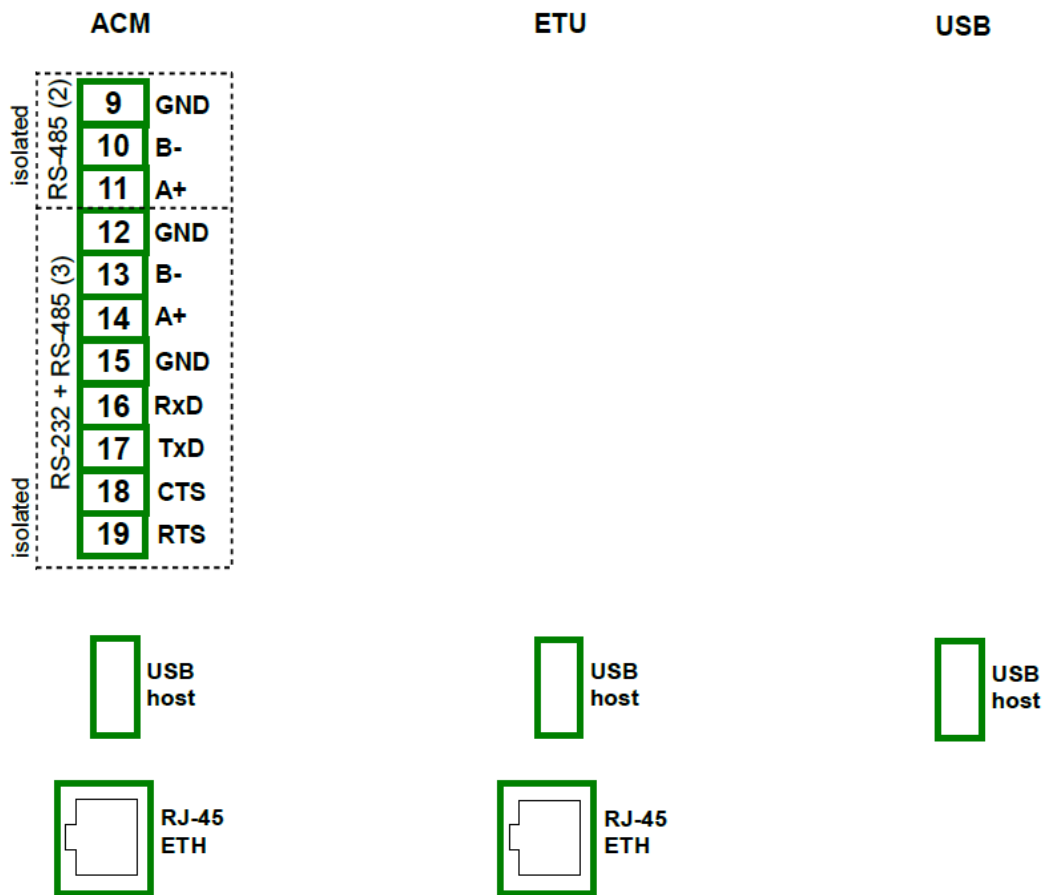 ACM
ETU
USB
isolated
RS-485 (2)
9 GND
10 B-
11 A+
isolated
RS-232 + RS-485 (3)
12 GND
13 B-
14 A+
15 GND
16 RxD
17 TxD
18 CTS
19 RTS
USB
host
USB
host
USB
host
RJ-45
ETH
RJ-45
ETH